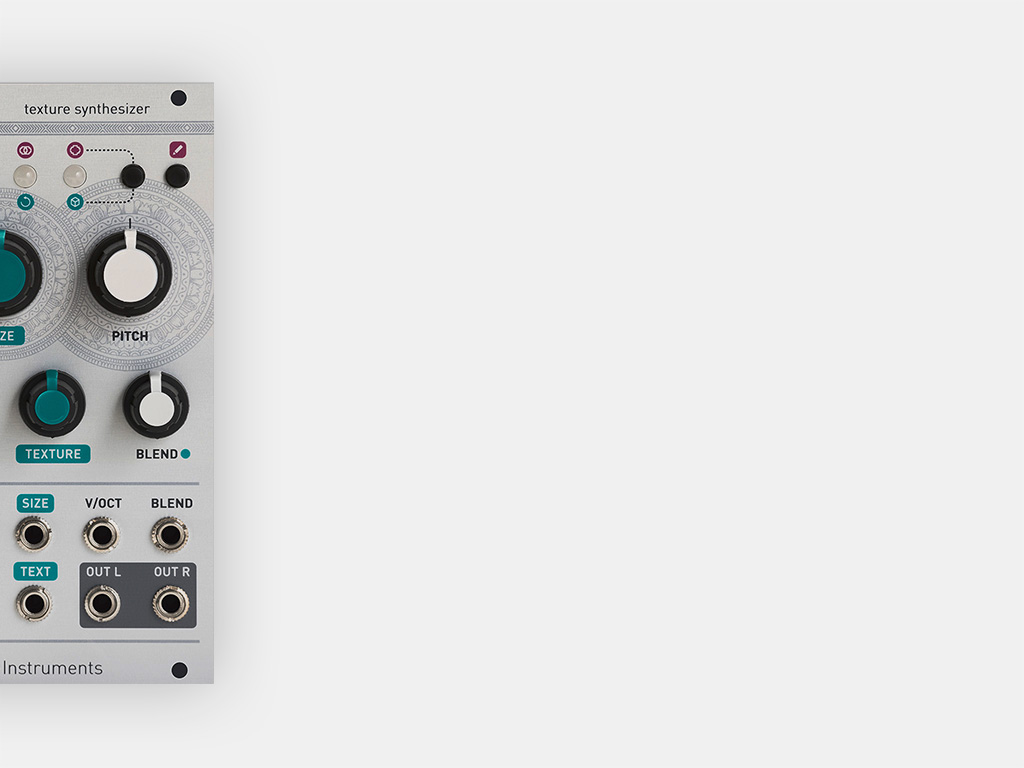 texture synthesizer
ZE
PITCH
TEXTURE
BLEND
SIZE
V/OCT
BLEND
TEXT
OUT L
OUT R
Instruments